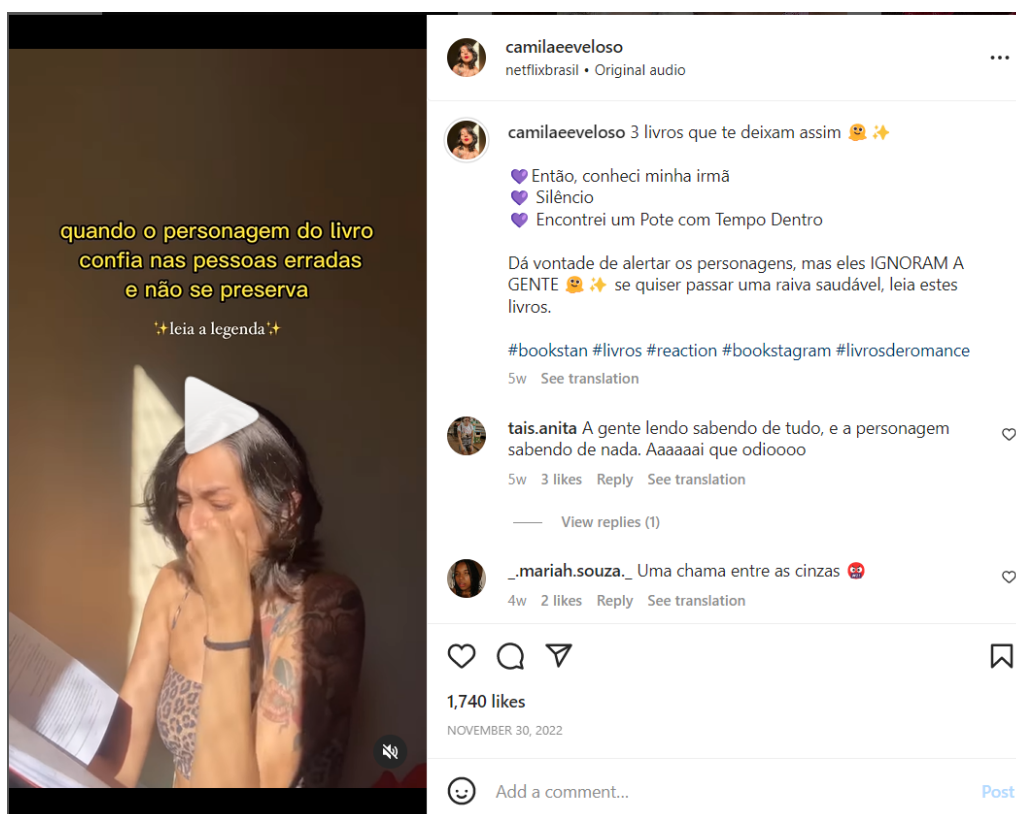 quando o personagem do livro
confia nas pessoas erradas
e não se preserva
✨leia a legenda✨
camilaeeveloso
netflixbrasil • Original audio
camilaeeveloso 3 livros que te deixam assim 🫠 ✨
💜 Então, conheci minha irmã
💜 Silêncio
💜 Encontrei um Pote com Tempo Dentro
Dá vontade de alertar os personagens, mas eles IGNORAM A
GENTE 🫠 ✨ se quiser passar uma raiva saudável, leia estes
livros.
#bookstan #livros #reaction #bookstagram #livrosderomance
5w See translation
tais.anita A gente lendo sabendo de tudo, e a personagem
sabendo de nada. Aaaaaai que odioooo
5w 3 likes Reply See translation
View replies (1)
_.mariah.souza._ Uma chama entre as cinzas 🤬
4w 2 likes Reply See translation
1,740 likes
NOVEMBER 30, 2022
Add a comment...
Post